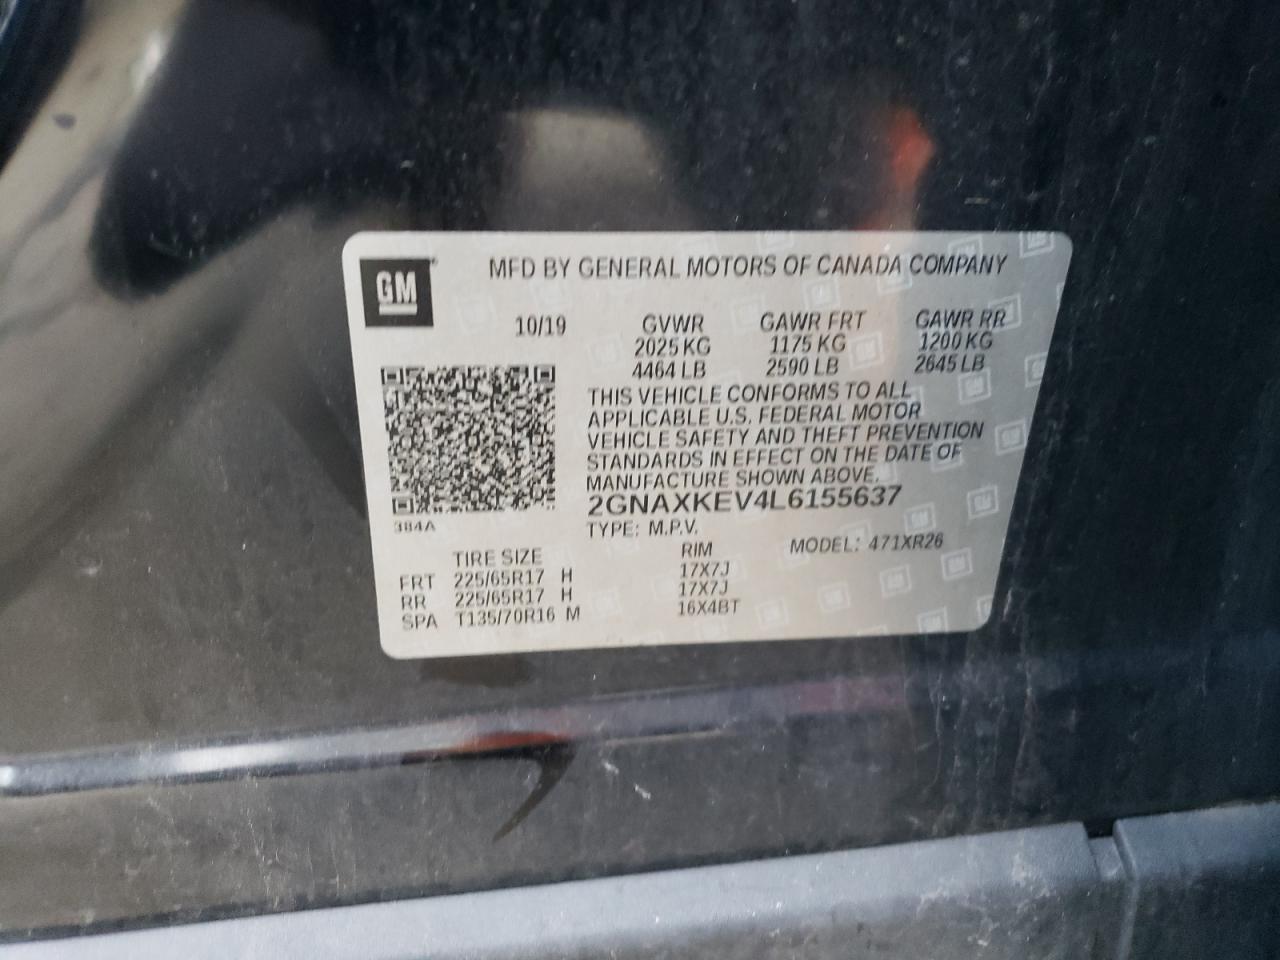 GM
MFD BY GENERAL MOTORS OF CANADA COMPANY
10/19 GVWR GAWR FRT GAWR RR
2025 KG 1175 KG 1200 KG
4464 LB 2590 LB 2645 LB
THIS VEHICLE CONFORMS TO ALL
APPLICABLE U.S. FEDERAL MOTOR
VEHICLE SAFETY AND THEFT PREVENTION
STANDARDS IN EFFECT ON THE DATE OF
MANUFACTURE SHOWN ABOVE.
2GNAXKEV4L6155637
384A
TYPE: M.P.V. MODEL: 471XR26
TIRE SIZE RIM
FRT 225/65R17 H 17X7J
RR 225/65R17 H 17X7J
SPA T135/70R16 M 16X4BT